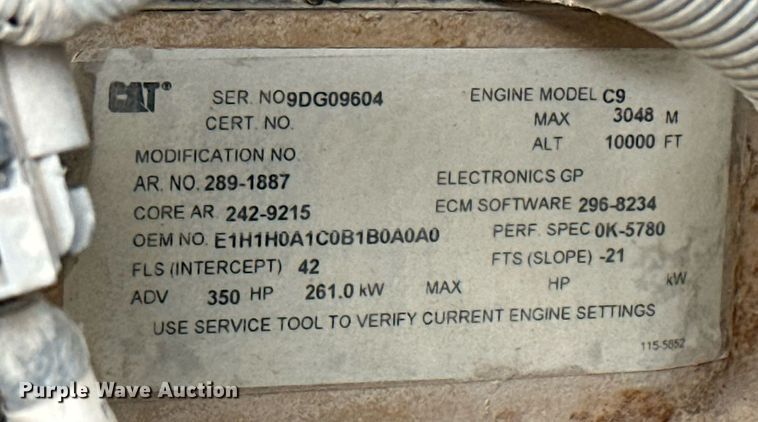 CAT® SER. NO 9DG09604 ENGINE MODEL C9
CERT. NO. MAX 3048 M
ALT 10000 FT
MODIFICATION NO.
AR. NO. 289-1887 ELECTRONICS GP
CORE AR. 242-9215 ECM SOFTWARE 296-8234
OEM NO. E1H1H0A1C0B1B0A0A0 PERF. SPEC 0K-5780
FLS (INTERCEPT) 42 FTS (SLOPE) -21
ADV 350 HP 261.0 kW MAX HP kW
USE SERVICE TOOL TO VERIFY CURRENT ENGINE SETTINGS
115-5852
Purple Wave Auction